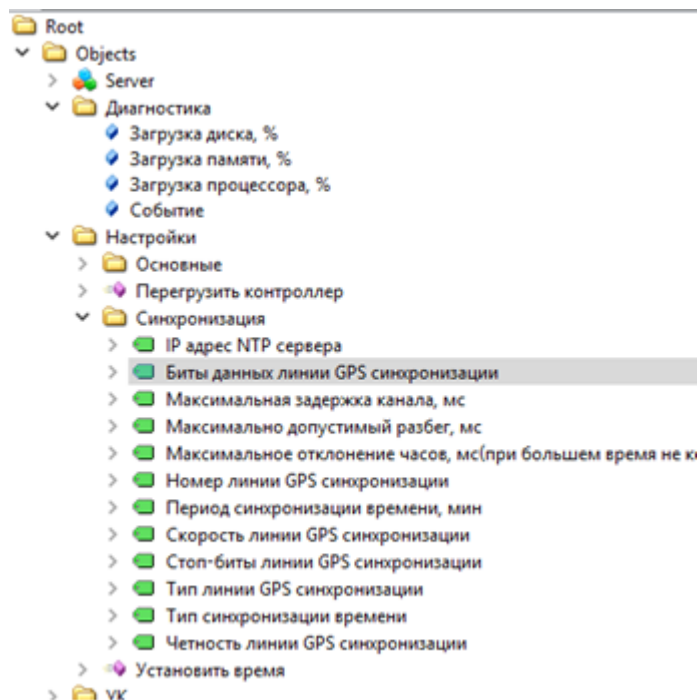 Root
Objects
Server
Диагностика
Загрузка диска, %
Загрузка памяти, %
Загрузка процессора, %
Событие
Настройки
Основные
Перегрузить контроллер
Синхронизация
IP адрес NTP сервера
Биты данных линии GPS синхронизации
Максимальная задержка канала, мс
Максимально допустимый разбег, мс
Максимальное отклонение часов, мс(при большем время не к
Номер линии GPS синхронизации
Период синхронизации времени, мин
Скорость линии GPS синхронизации
Стоп-биты линии GPS синхронизации
Тип линии GPS синхронизации
Тип синхронизации времени
Четность линии GPS синхронизации
Установить время
УК